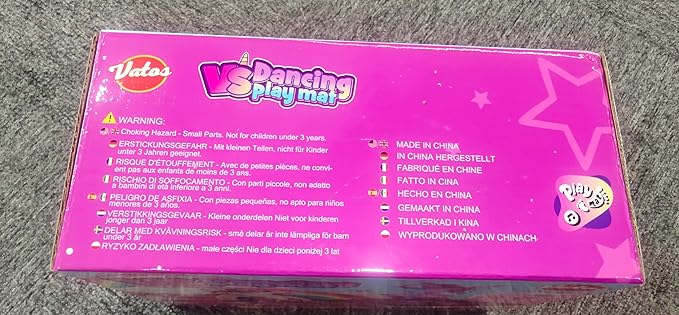 Vatos
VS Dancing
play mat
WARNING:
Choking Hazard - Small Parts. Not for children under 3 years.
ERSTICKUNGSGEFAHR - Mit kleinen Teilen, nicht für Kinder
unter 3 Jahren geeignet.
RISQUE D'ÉTOUFFEMENT - Avec de petites pièces, ne convi-
ent pas aux enfants de moins de 3 ans.
RISCHIO DI SOFFOCAMENTO - Con parti piccole, non adatto
a bambini di età inferiore a 3 anni.
PELIGRO DE ASFIXIA - Con piezas pequeñas, no apto para niños
menores de 3 años.
VERSTIKKINGSGEVAAR - Kleine onderdelen Niet voor kinderen
jonger dan 3 jaar
DELAR MED KVÄVNINGSRISK - små delar är inte lämpliga för barn
under 3 år
RYZYKO ZADŁAWIENIA - małe części Nie dla dzieci poniżej 3 lat
MADE IN CHINA
IN CHINA HERGESTELLT
FABRIQUÉ EN CHINE
FATTO IN CINA
HECHO EN CHINA
GEMAAKT IN CHINA
TILLVERKAD I KINA
WYPRODUKOWANO W CHINACH
Play